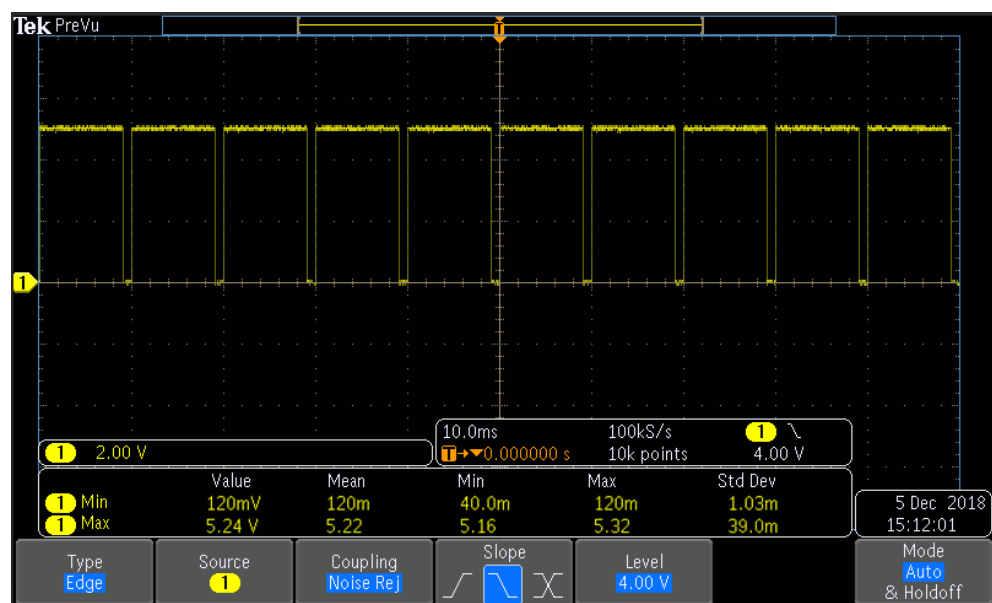 Tek PreVu
T
1
10.0ms 100kS/s 1
T→▼0.000000 s 10k points 4.00 V
1 2.00 V
Value Mean Min Max Std Dev
1 Min 120mV 120m 40.0m 120m 1.03m
1 Max 5.24 V 5.22 5.16 5.32 39.0m
5 Dec 2018
15:12:01
Type
Edge
Source
1
Coupling
Noise Rej
Slope
Level
4.00 V
Mode
Auto
& Holdoff